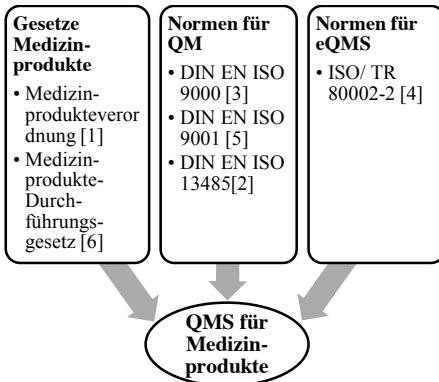 Gesetze
Medizin-
produkte
• Medizin-
produkteveror
dnung [1]
• Medizin-
produkte-
Durch-
führungs-
gesetz [6]
Normen für
QM
• DIN EN ISO
9000 [3]
• DIN EN ISO
9001 [5]
• DIN EN ISO
13485[2]
Normen für
eQMS
• ISO/ TR
80002-2 [4]
QMS für
Medizin-
produkte